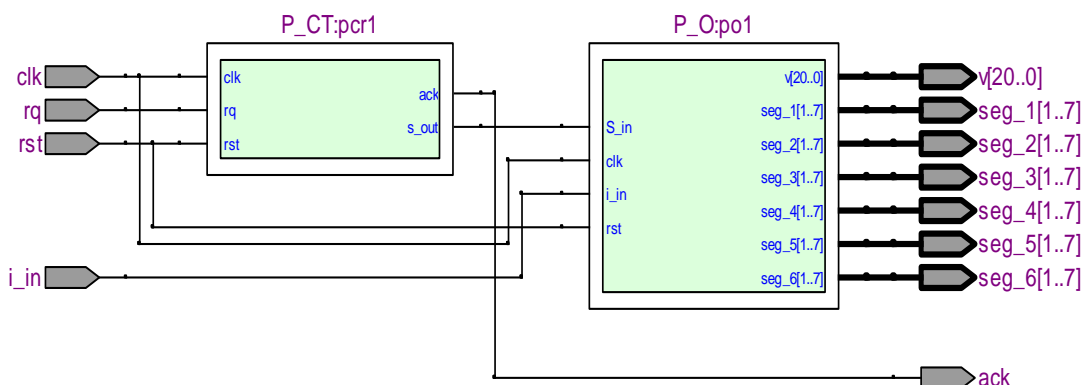 P_CT:pcr1
P_O:po1
clk
rq
rst
i_in
clk
rq
rst
ack
s_out
S_in
clk
i_in
rst
v[20..0]
seg_1[1..7]
seg_2[1..7]
seg_3[1..7]
seg_4[1..7]
seg_5[1..7]
seg_6[1..7]
v[20..0]
seg_1[1..7]
seg_2[1..7]
seg_3[1..7]
seg_4[1..7]
seg_5[1..7]
seg_6[1..7]
ack